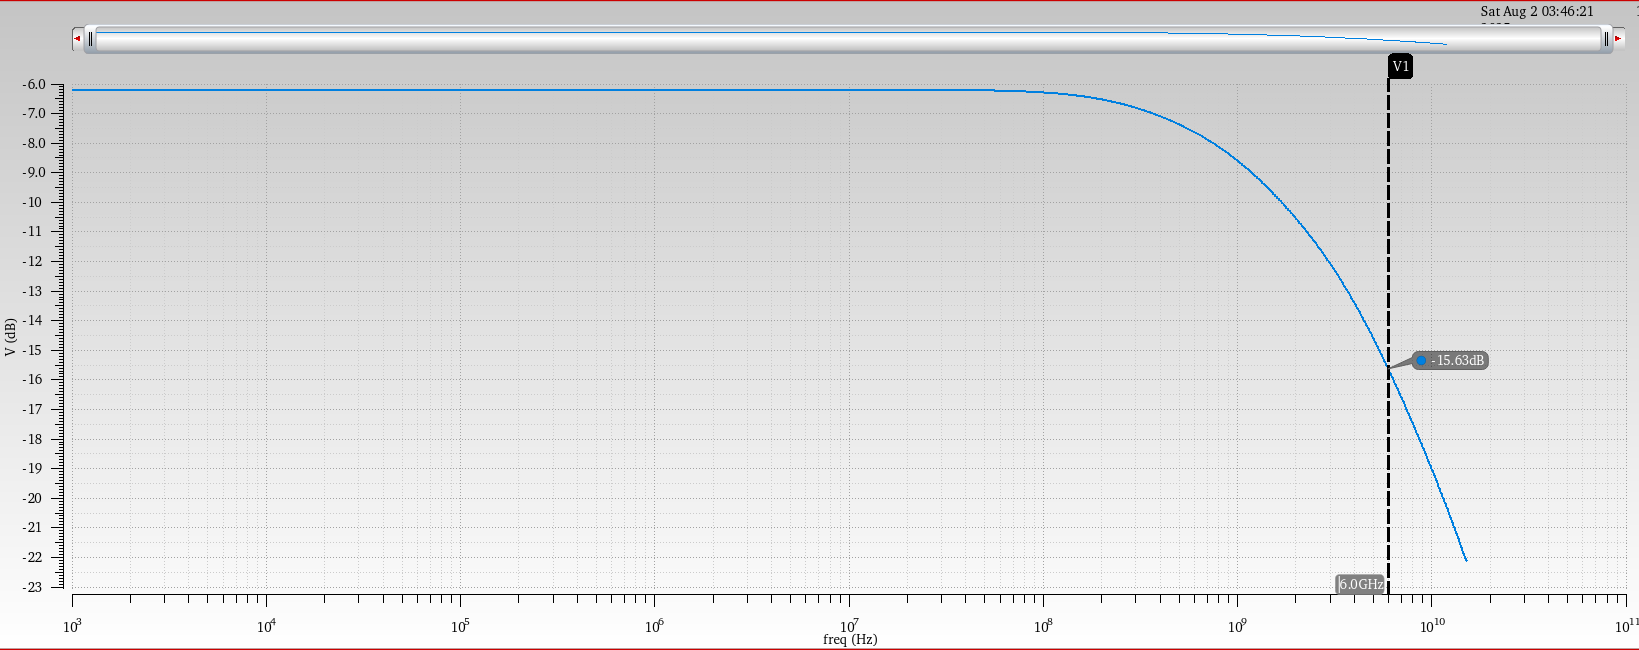 Sat Aug 2 03:46:21
V1
-6.0
-7.0
-8.0
-9.0
-10
-11
-12
-13
-14
-15
-16
-17
-18
-19
-20
-21
-22
-23
V (dB)
-15.63dB
6.0GHz
10³ 10⁴ 10⁵ 10⁶ 10⁷ 10⁸ 10⁹ 10¹⁰ 10¹¹
freq (Hz)